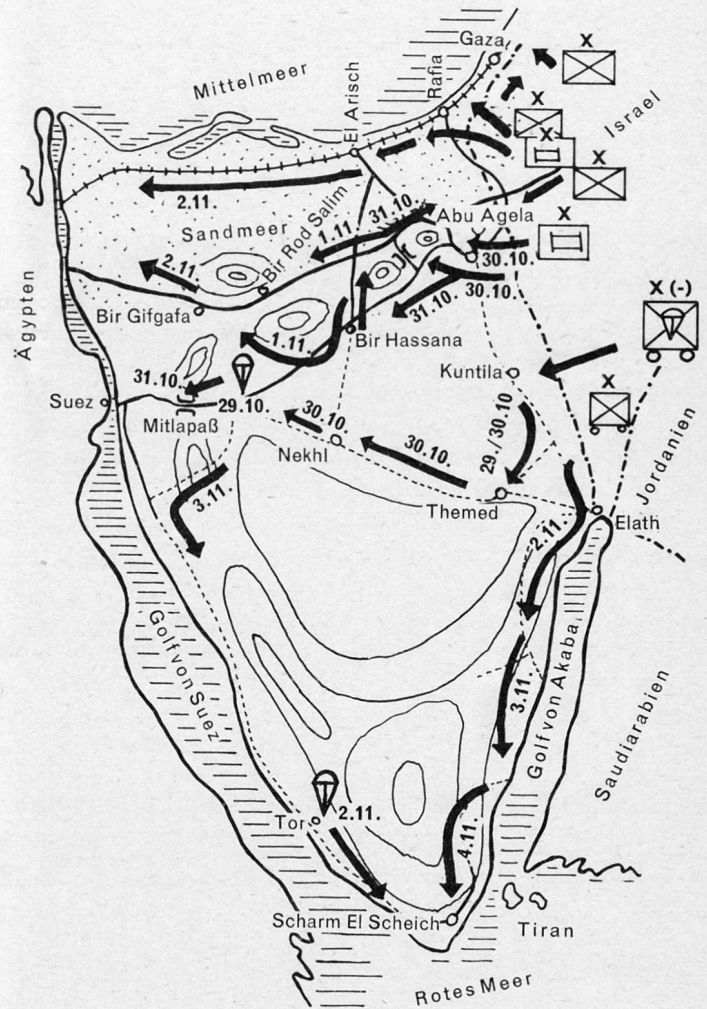 Gaza
X
Mittelmeer
El Arisch
Rafia
X
Israel
X
X
2.11.
Sandmeer
Bir Rod Salim
1.11
31.10.
Abu Agela
X
30.10.
2.11
30.10.
31.10.
X (-)
Ägypten
Bir Gifgafa
1.11.
Bir Hassana
31.10.
Kuntila
X
Suez
29.10.
Mitlapaß
30.10.
Nekhl
30.10.
29./30.10
Jordanien
3.11.
Themed
Elath
2.11
Golf von Suez
3.11.
Golf von Akaba
Saudiarabien
Tor
2.11.
4.11
Scharm El Scheich
Tiran
Rotes Meer